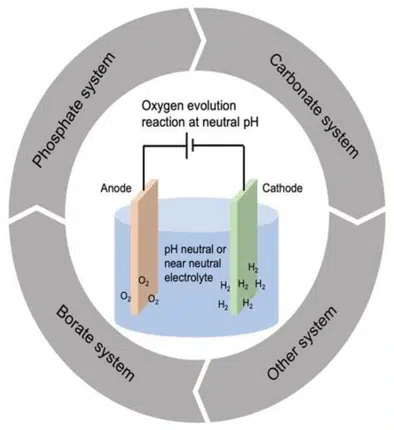 Phosphate system
Carbonate system
Oxygen evolution
reaction at neutral pH
Anode
Cathode
pH neutral or
near neutral
electrolyte
O₂
O₂
O₂
H₂
H₂
H₂
H₂
H₂
H₂
Borate system
Other system